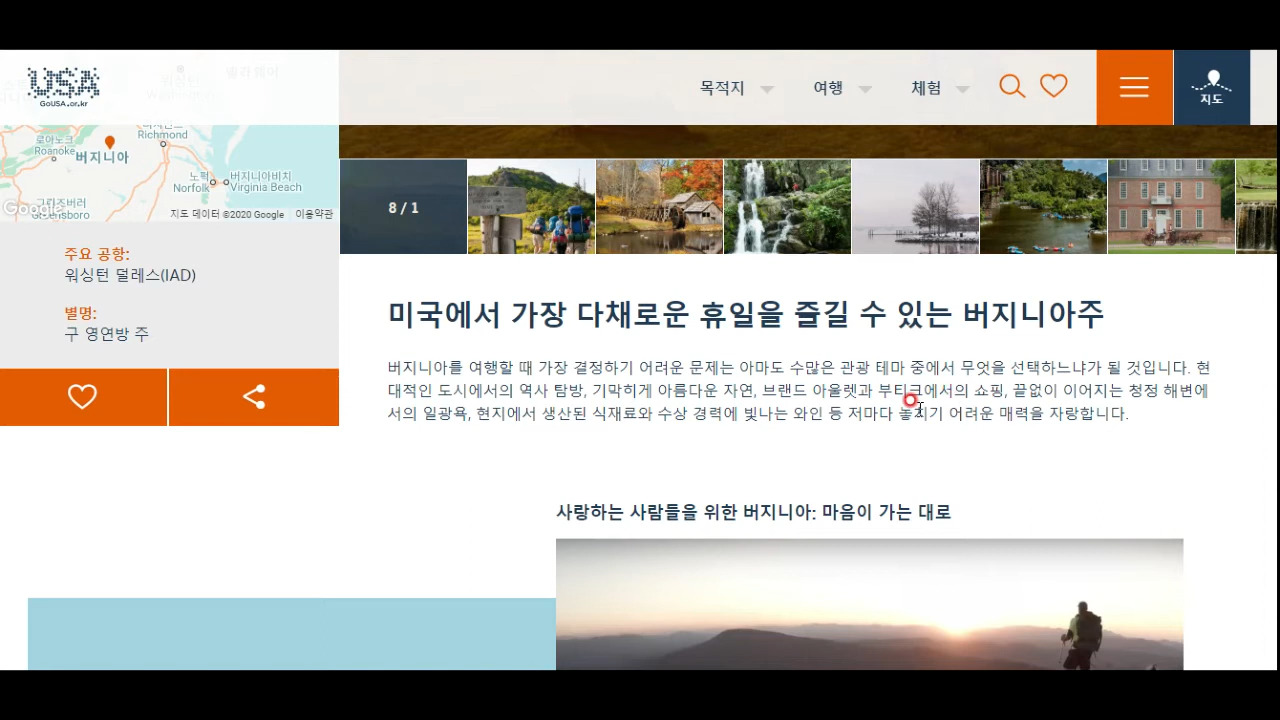 USA
GoUSA.or.kr
목적지 여행 체험
지도
로아노크
Roanoke
버지니아
Richmond
노퍽
Norfolk
버지니아비치
Virginia Beach
Google
지도 데이터 ©2020 Google 이용약관
8 / 1
주요 공항:
워싱턴 덜레스(IAD)
별명:
구 영연방 주
미국에서 가장 다채로운 휴일을 즐길 수 있는 버지니아주
버지니아를 여행할 때 가장 결정하기 어려운 문제는 아마도 수많은 관광 테마 중에서 무엇을 선택하느냐가 될 것입니다. 현
대적인 도시에서의 역사 탐방, 기막히게 아름다운 자연, 브랜드 아울렛과 부티크에서의 쇼핑, 끝없이 이어지는 청정 해변에
서의 일광욕, 현지에서 생산된 식재료와 수상 경력에 빛나는 와인 등 저마다 놓치기 어려운 매력을 자랑합니다.
사랑하는 사람들을 위한 버지니아: 마음이 가는 대로